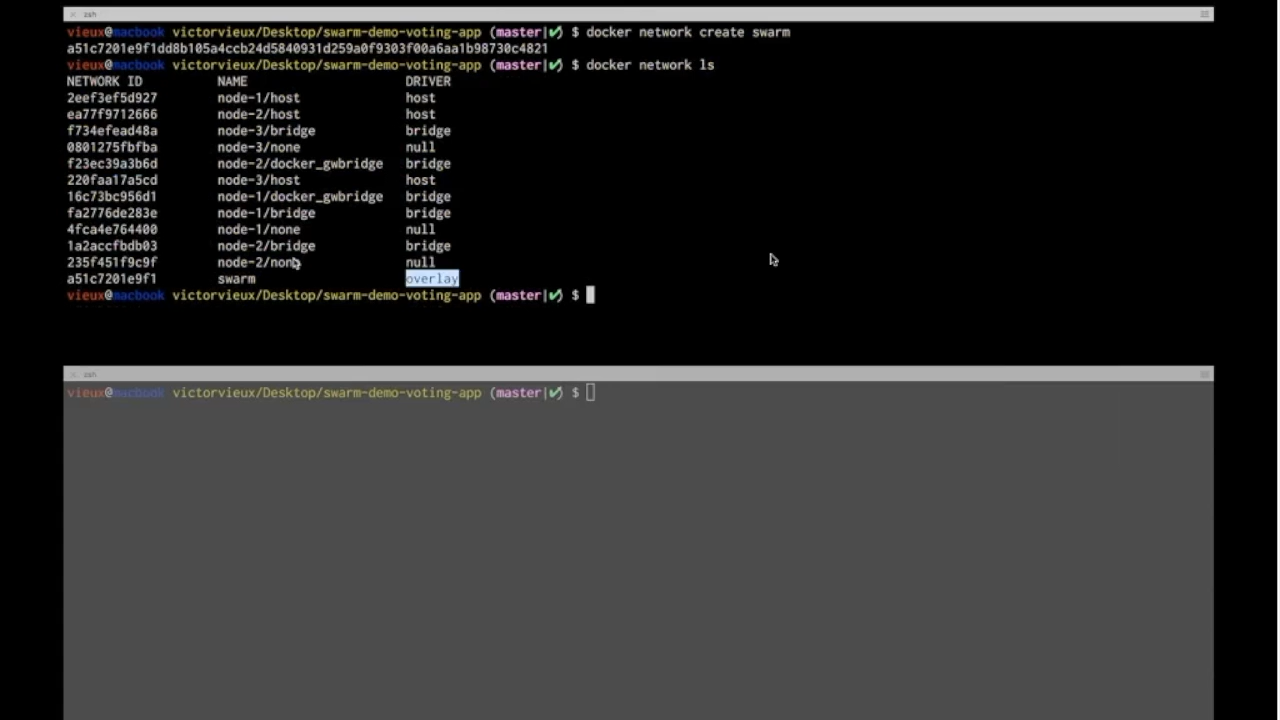 zsh
vieux@macbook victorvieux/Desktop/swarm-demo-voting-app (master|✔) $ docker network create swarm
a51c7201e9f1dd8b105a4ccb24d5840931d259a0f9303f00a6aa1b98730c4821
vieux@macbook victorvieux/Desktop/swarm-demo-voting-app (master|✔) $ docker network ls
NETWORK ID NAME DRIVER
2eef3ef5d927 node-1/host host
ea77f9712666 node-2/host host
f734efead48a node-3/bridge bridge
0801275fbfba node-3/none null
f23ec39a3b6d node-2/docker_gwbridge bridge
220faa17a5cd node-3/host host
16c73bc956d1 node-1/docker_gwbridge bridge
fa2776de283e node-1/bridge bridge
4fca4e764400 node-1/none null
1a2accfbdb03 node-2/bridge bridge
235f451f9c9f node-2/none null
a51c7201e9f1 swarm overlay
vieux@macbook victorvieux/Desktop/swarm-demo-voting-app (master|✔) $
zsh
vieux@macbook victorvieux/Desktop/swarm-demo-voting-app (master|✔) $